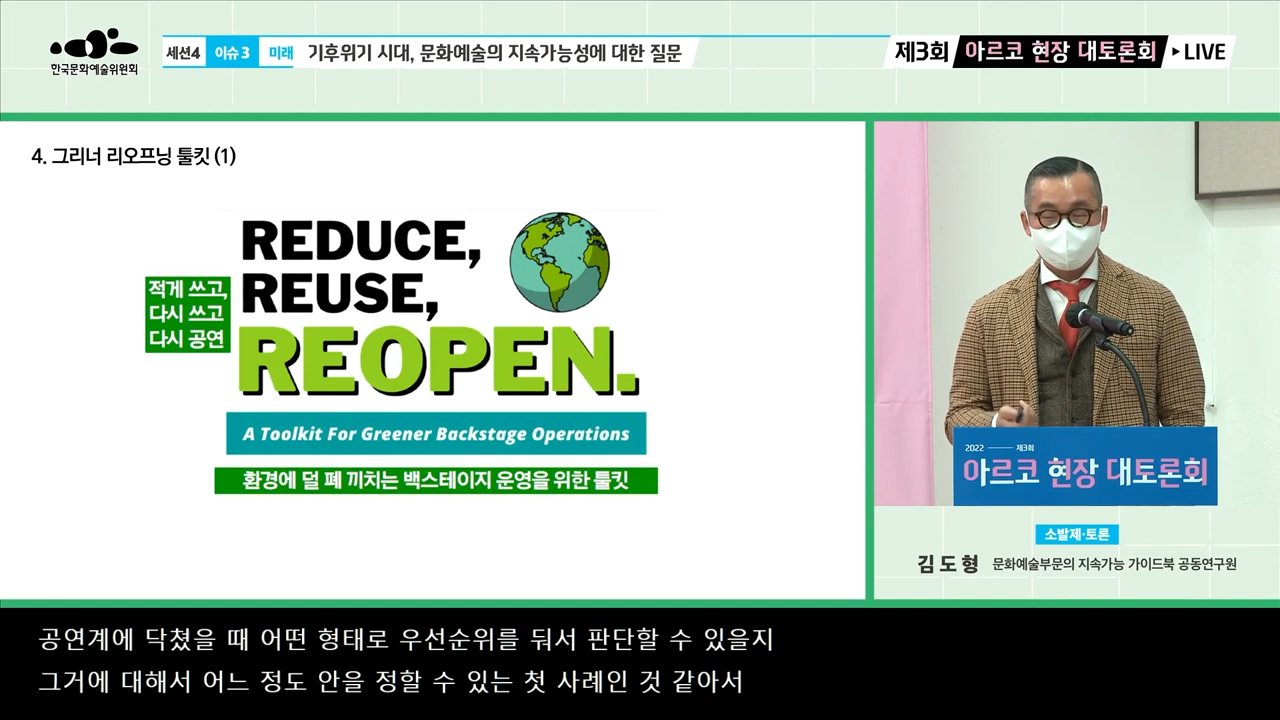 한국문화예술위원회
세션4 이슈 3 미래 기후위기 시대, 문화예술의 지속가능성에 대한 질문
제3회 아르코 현장 대토론회 ▸LIVE
4. 그리너 리오프닝 툴킷 (1)
REDUCE,
REUSE,
REOPEN.
적게 쓰고,
다시 쓰고
다시 공연
A Toolkit For Greener Backstage Operations
환경에 덜 폐 끼치는 백스테이지 운영을 위한 툴킷
2022 제3회
아르코 현장 대토론회
소발제·토론
김도형 문화예술부문의 지속가능 가이드북 공동연구원
공연계에 닥쳤을 때 어떤 형태로 우선순위를 둬서 판단할 수 있을지
그거에 대해서 어느 정도 안을 정할 수 있는 첫 사례인 것 같아서